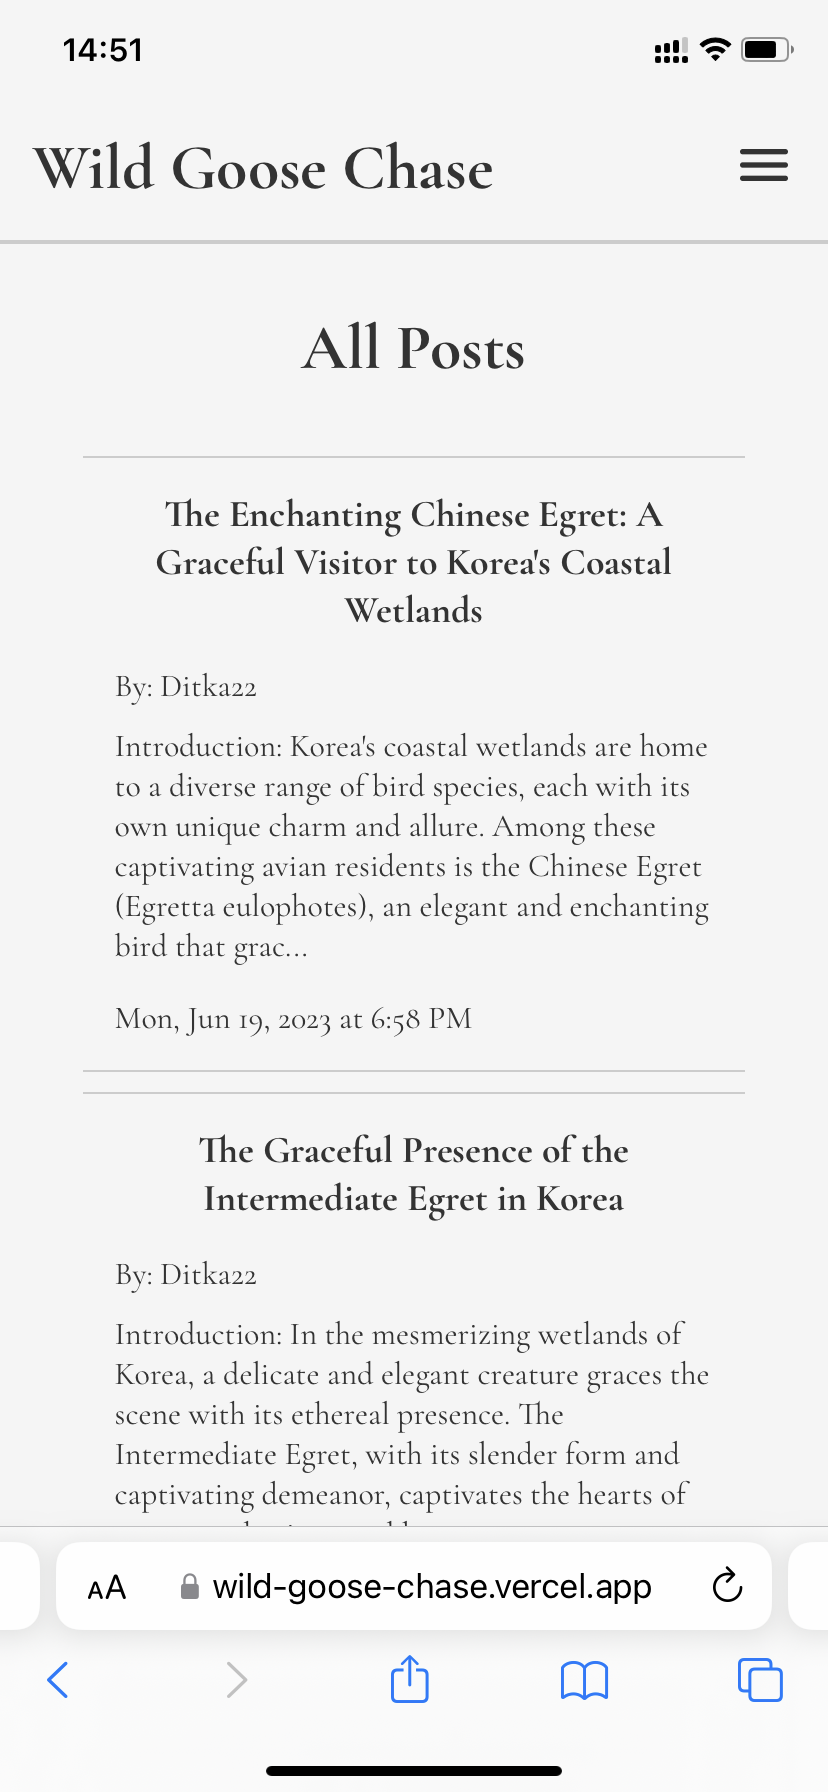 14:51
Wild Goose Chase
All Posts
The Enchanting Chinese Egret: A
Graceful Visitor to Korea's Coastal
Wetlands
By: Ditka22
Introduction: Korea's coastal wetlands are home
to a diverse range of bird species, each with its
own unique charm and allure. Among these
captivating avian residents is the Chinese Egret
(Egretta eulophotes), an elegant and enchanting
bird that grac...
Mon, Jun 19, 2023 at 6:58 PM
The Graceful Presence of the
Intermediate Egret in Korea
By: Ditka22
Introduction: In the mesmerizing wetlands of
Korea, a delicate and elegant creature graces the
scene with its ethereal presence. The
Intermediate Egret, with its slender form and
captivating demeanor, captivates the hearts of
AA wild-goose-chase.vercel.app